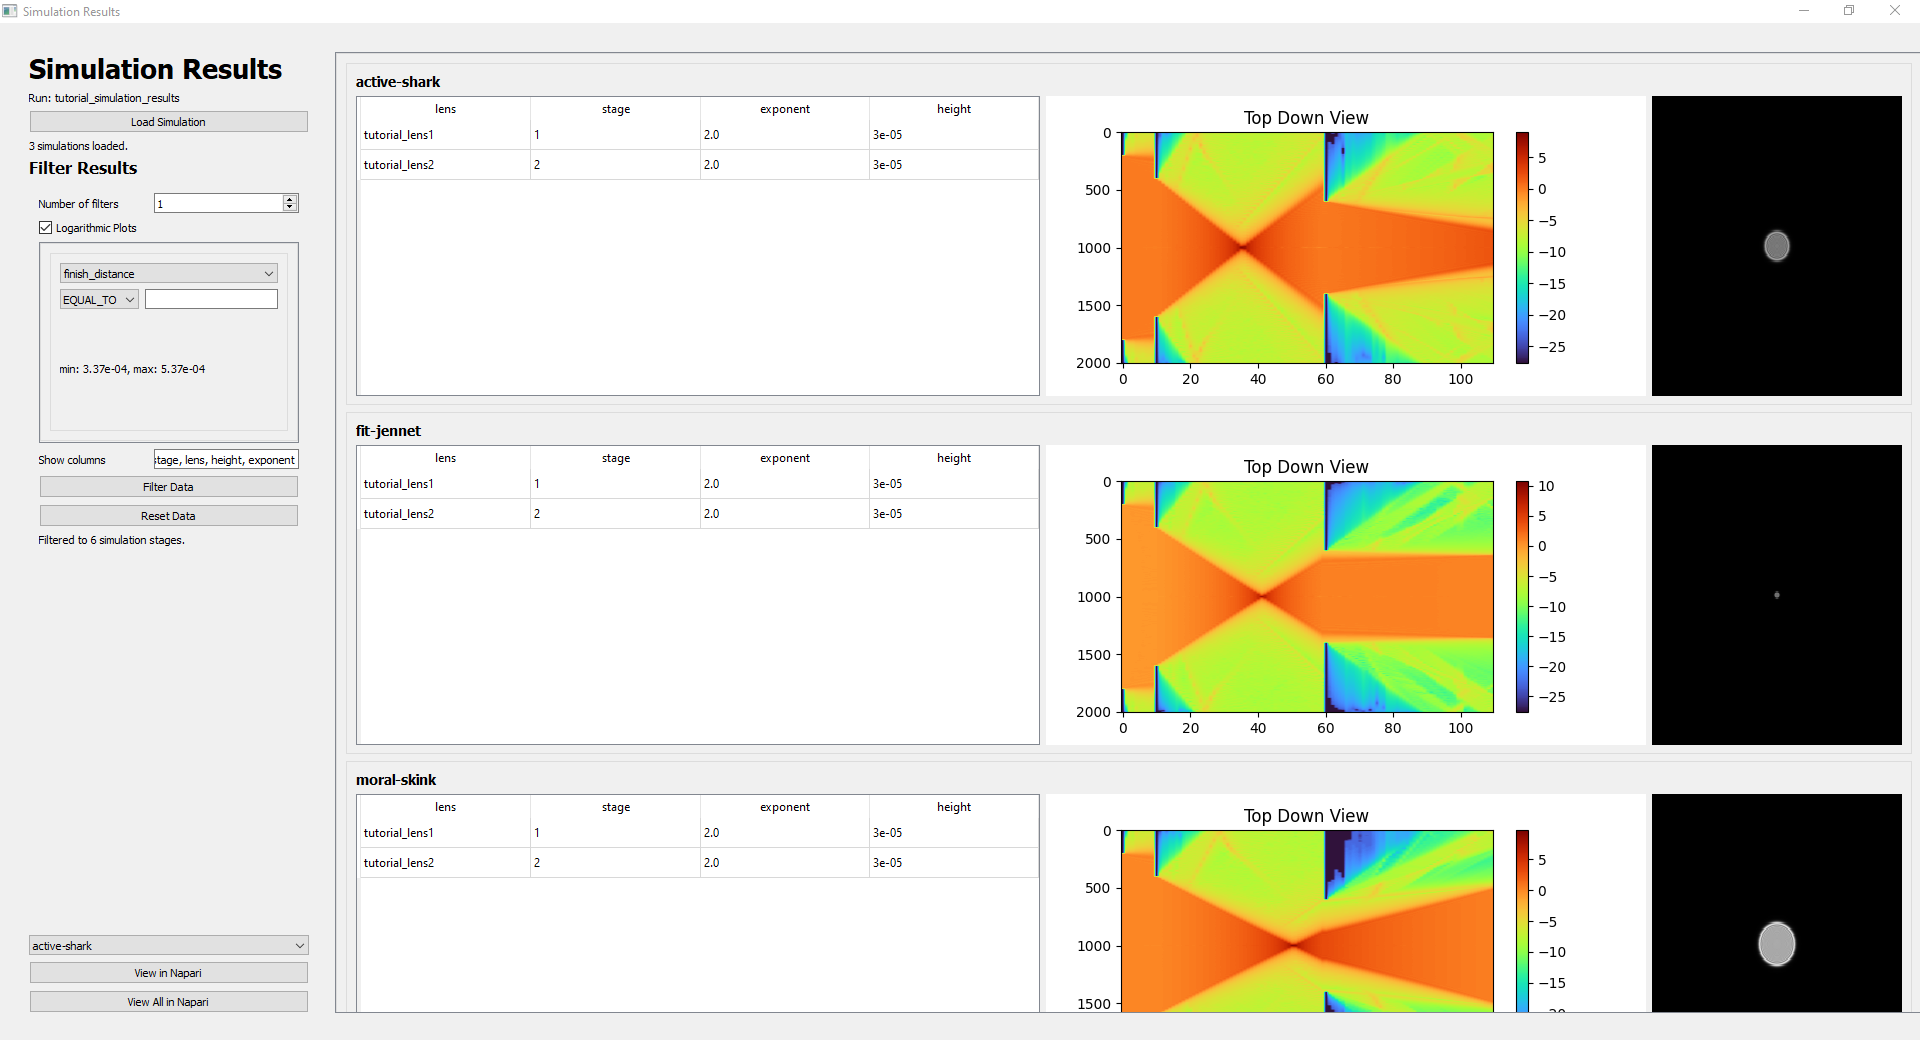 Simulation Results
Simulation Results
Run: tutorial_simulation_results
Load Simulation
3 simulations loaded.
Filter Results
Number of filters 1
Logarithmic Plots
finish_distance
EQUAL_TO
min: 3.37e-04, max: 5.37e-04
Show columns stage, lens, height, exponent
Filter Data
Reset Data
Filtered to 6 simulation stages.
active-shark
View in Napari
View All in Napari
active-shark
lens stage exponent height
tutorial_lens1 1 2.0 3e-05
tutorial_lens2 2 2.0 3e-05
Top Down View
0
500
1000
1500
2000
0 20 40 60 80 100
5
0
−5
−10
−15
−20
−25
fit-jennet
lens stage exponent height
tutorial_lens1 1 2.0 3e-05
tutorial_lens2 2 2.0 3e-05
Top Down View
0
500
1000
1500
2000
0 20 40 60 80 100
10
5
0
−5
−10
−15
−20
−25
moral-skink
lens stage exponent height
tutorial_lens1 1 2.0 3e-05
tutorial_lens2 2 2.0 3e-05
Top Down View
0
500
1000
1500
5
0
−5
−10
−15
−20